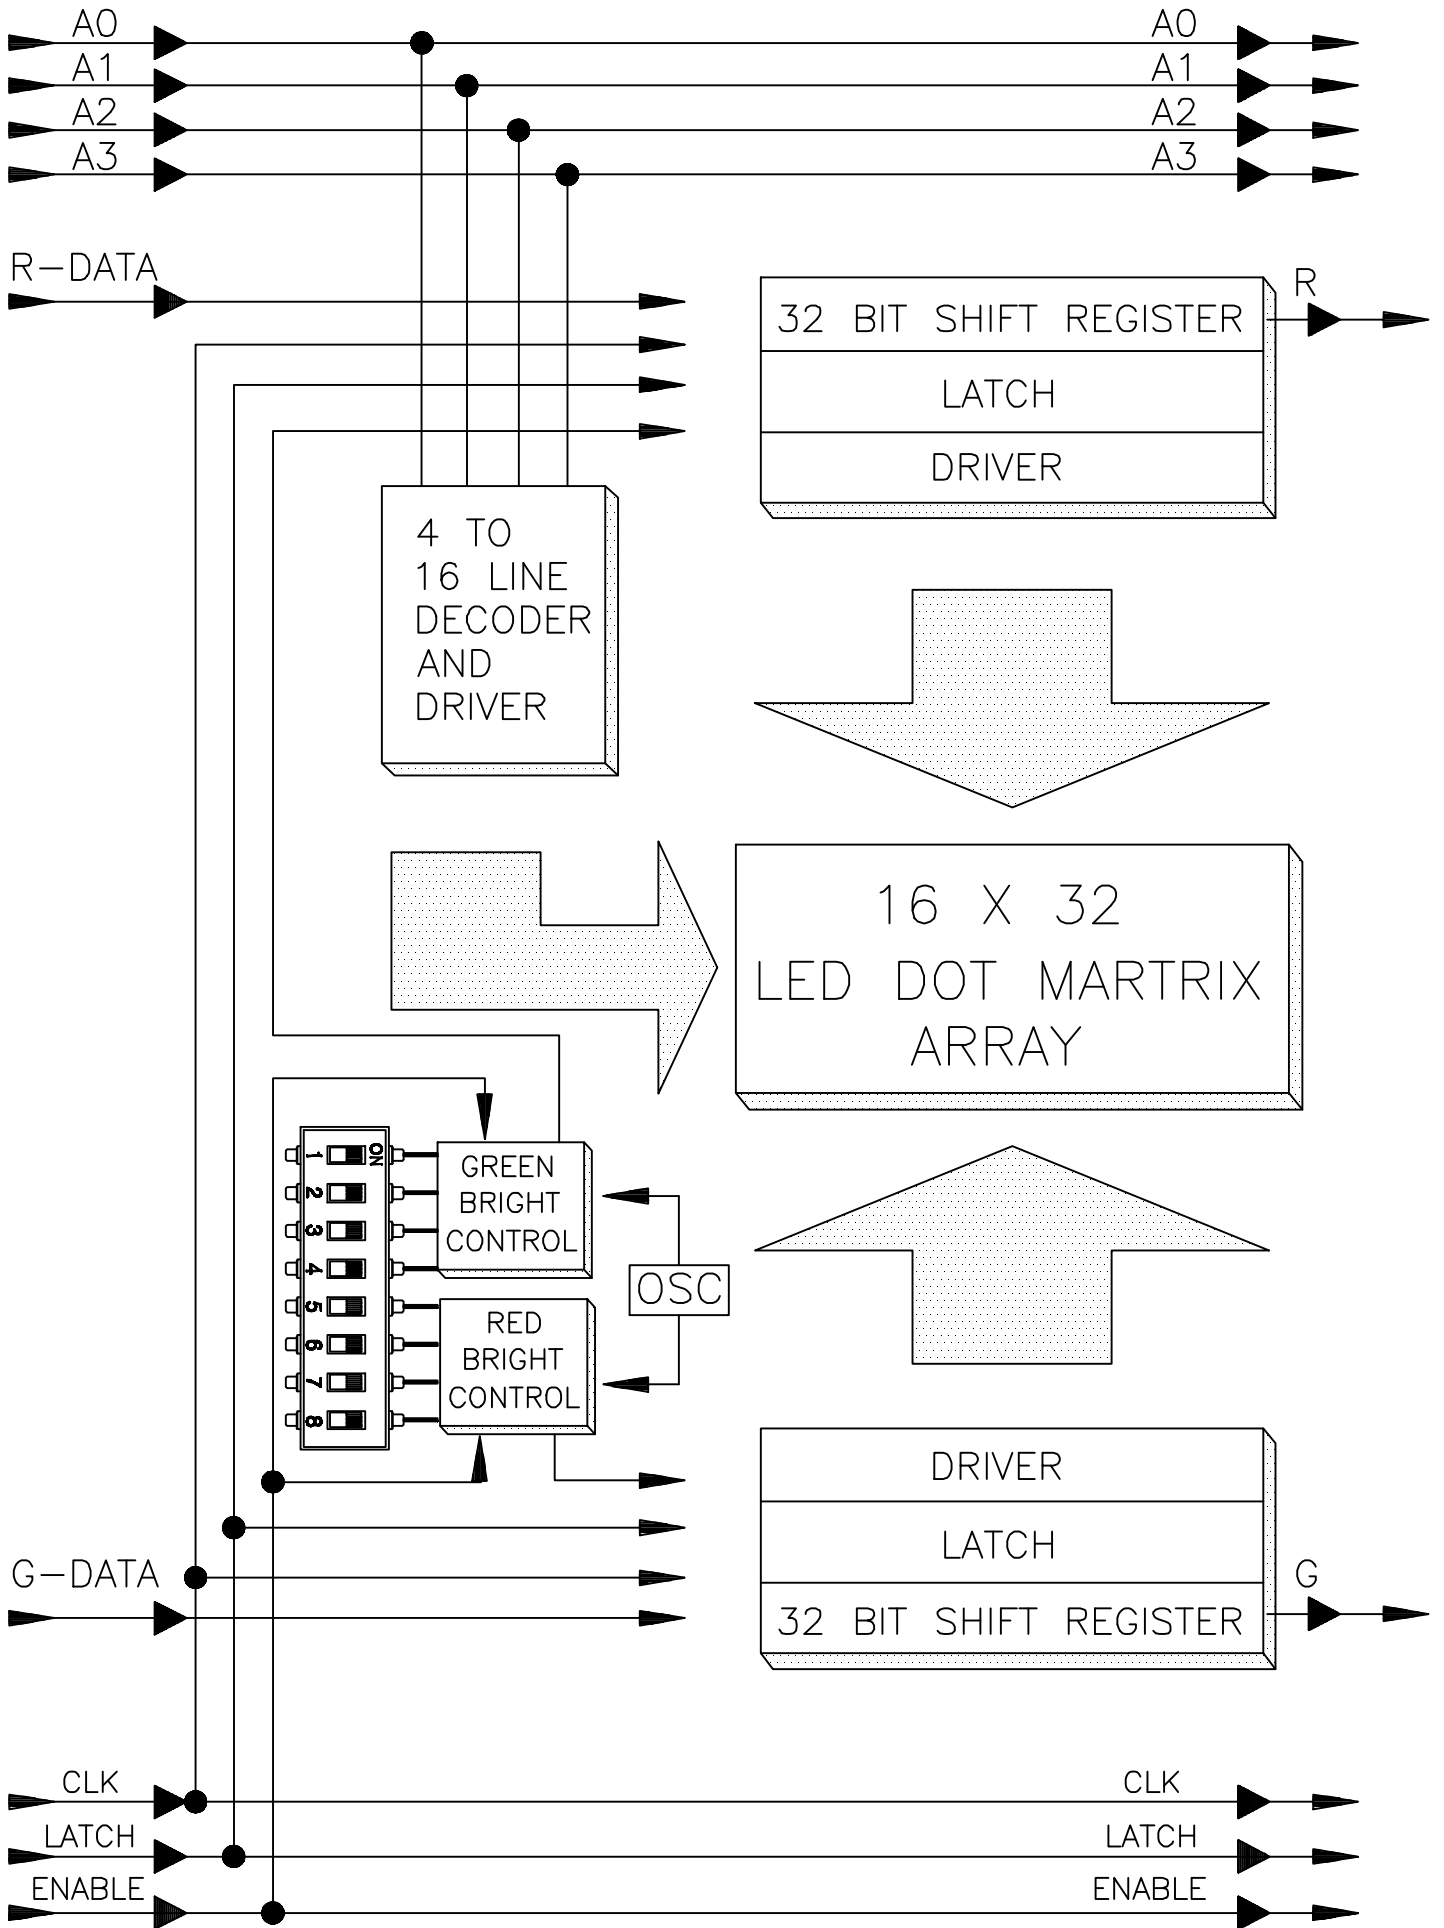 A0 A0
A1 A1
A2 A2
A3 A3
R-DATA
R
32 BIT SHIFT REGISTER
LATCH
DRIVER
4 TO
16 LINE
DECODER
AND
DRIVER
16 X 32
LED DOT MARTRIX
ARRAY
ON
1
2
3
4
5
6
7
8
GREEN
BRIGHT
CONTROL
OSC
RED
BRIGHT
CONTROL
DRIVER
LATCH
32 BIT SHIFT REGISTER
G-DATA
G
CLK CLK
LATCH LATCH
ENABLE ENABLE